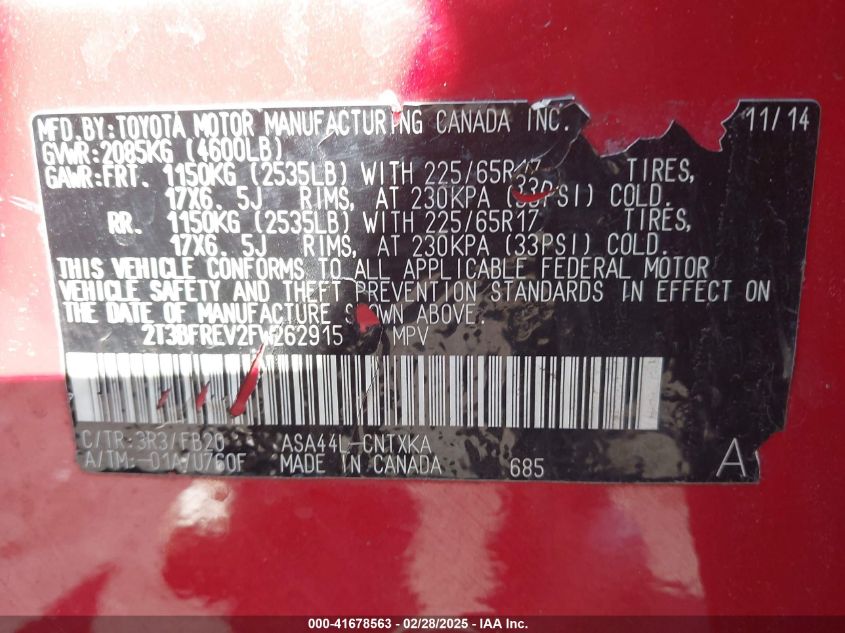 MFD.BY:TOYOTA MOTOR MANUFACTURING CANADA INC. 11/14
GVWR:2085KG (4600LB)
GAWR:FRT. 1150KG (2535LB) WITH 225/65R17 TIRES,
17X6. 5J RIMS, AT 230KPA (33PSI) COLD.
RR. 1150KG (2535LB) WITH 225/65R17 TIRES,
17X6. 5J RIMS, AT 230KPA (33PSI) COLD.
THIS VEHICLE CONFORMS TO ALL APPLICABLE FEDERAL MOTOR
VEHICLE SAFETY AND THEFT PREVENTION STANDARDS IN EFFECT ON
THE DATE OF MANUFACTURE SHOWN ABOVE.
2T3BFREV2FW262915 MPV
C/TR:3R3/FB20 ASA44L-CNTXKA
A/TM:-01A/U760F MADE IN CANADA 685 A
000-41678563 - 02/28/2025 - IAA Inc.